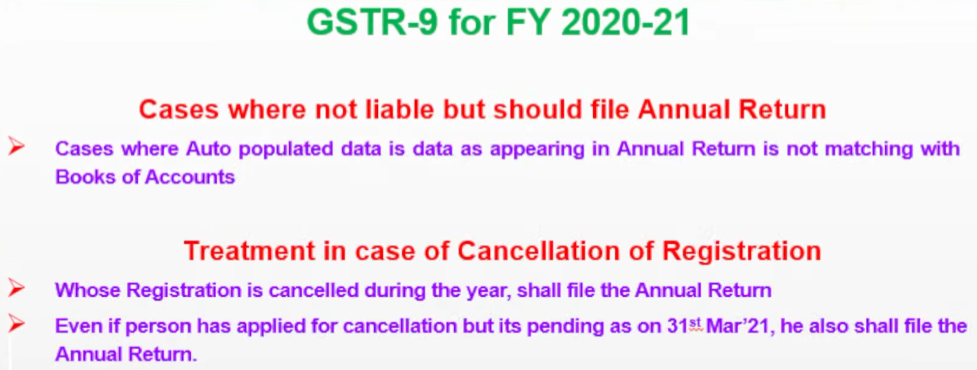 GSTR-9 for FY 2020-21
Cases where not liable but should file Annual Return
Cases where Auto populated data is data as appearing in Annual Return is not matching with
Books of Accounts
Treatment in case of Cancellation of Registration
Whose Registration is cancelled during the year, shall file the Annual Return
Even if person has applied for cancellation but its pending as on 31st Mar'21, he also shall file the
Annual Return.